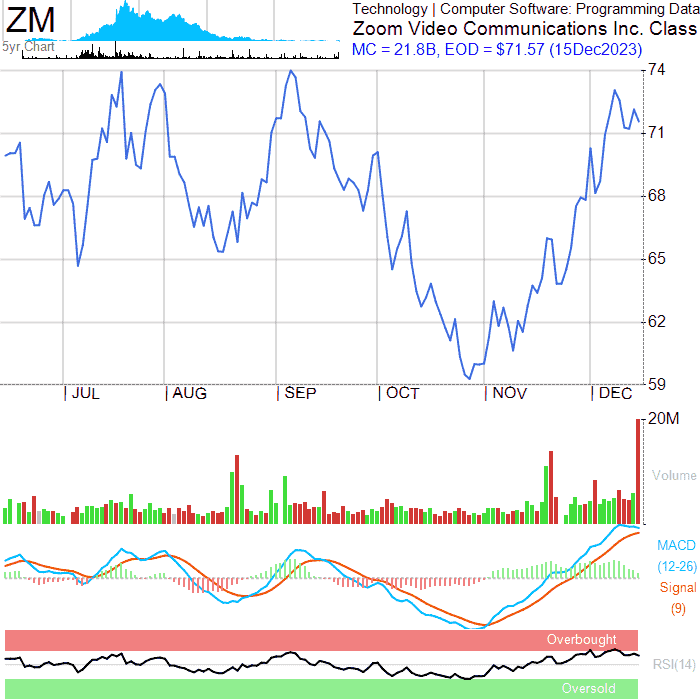 ZM
5yr Chart
Technology | Computer Software: Programming Data
Zoom Video Communications Inc. Class
MC = 21.8B, EOD = $71.57 (15Dec2023)
74
71
68
65
62
59
JUL AUG SEP OCT NOV DEC
20M
Volume
MACD
(12-26)
Signal
(9)
Overbought
RSI(14)
Oversold